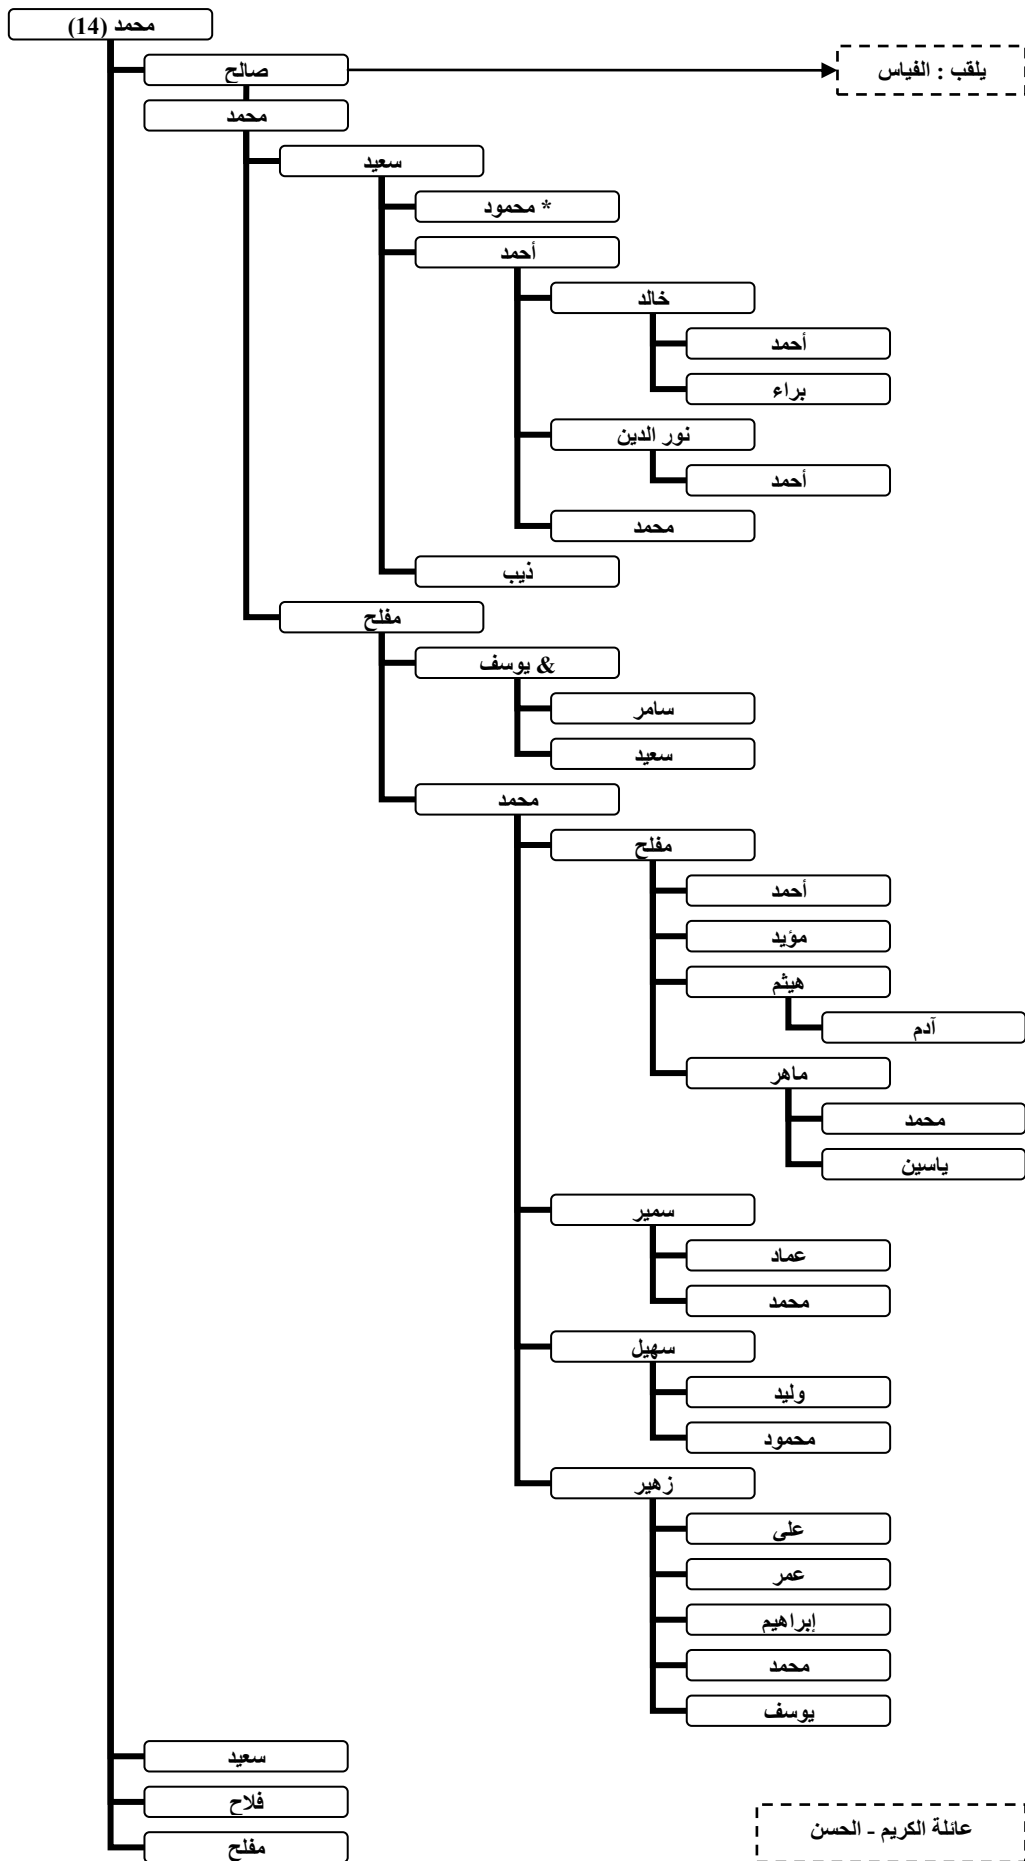 محمد (14)
صالح
يلقب : الفياس
محمد
سعيد
* محمود
أحمد
خالد
أحمد
براء
نور الدين
أحمد
محمد
ذيب
مفلح
& يوسف
سامر
سعيد
محمد
مفلح
أحمد
مؤيد
هيثم
آدم
ماهر
محمد
ياسين
سمير
عماد
محمد
سهيل
وليد
محمود
زهير
على
عمر
إبراهيم
محمد
يوسف
سعيد
فلاح
مفلح
عائلة الكريم - الحسن